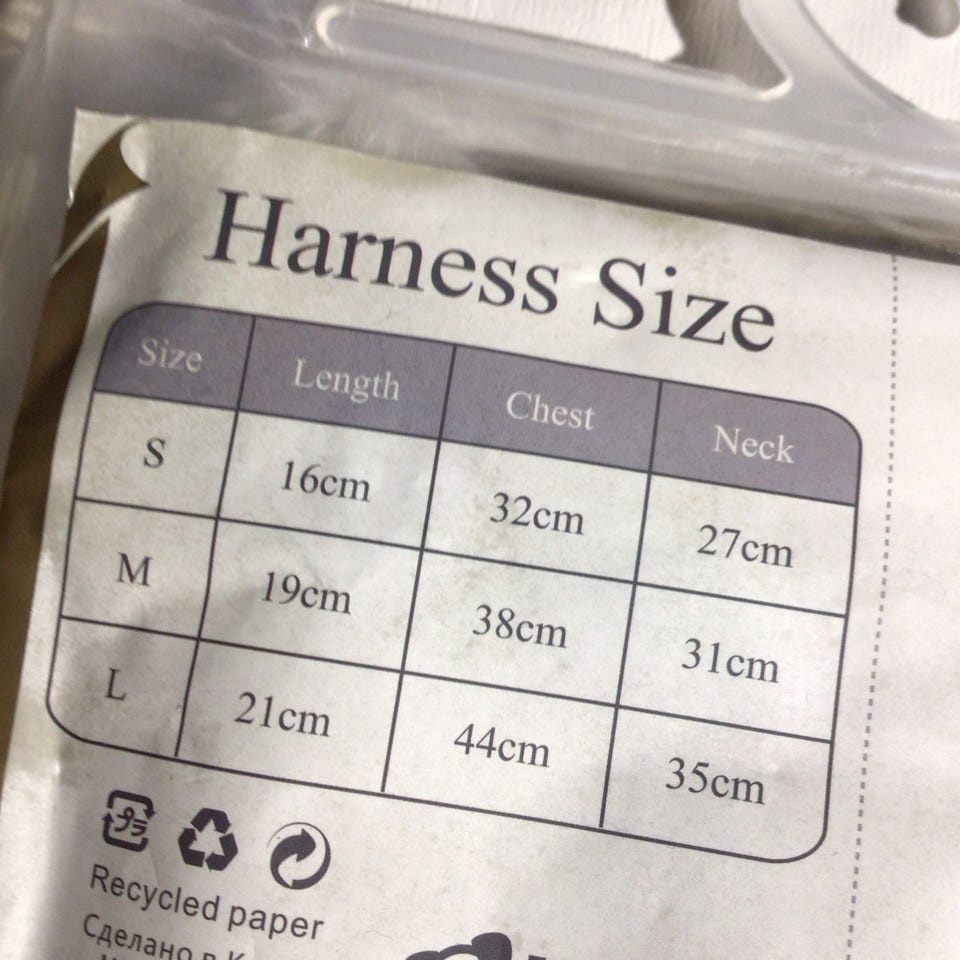 Harness Size
Size Length Chest Neck
S 16cm 32cm 27cm
M 19cm 38cm 31cm
L 21cm 44cm 35cm
Recycled paper
Сделано в